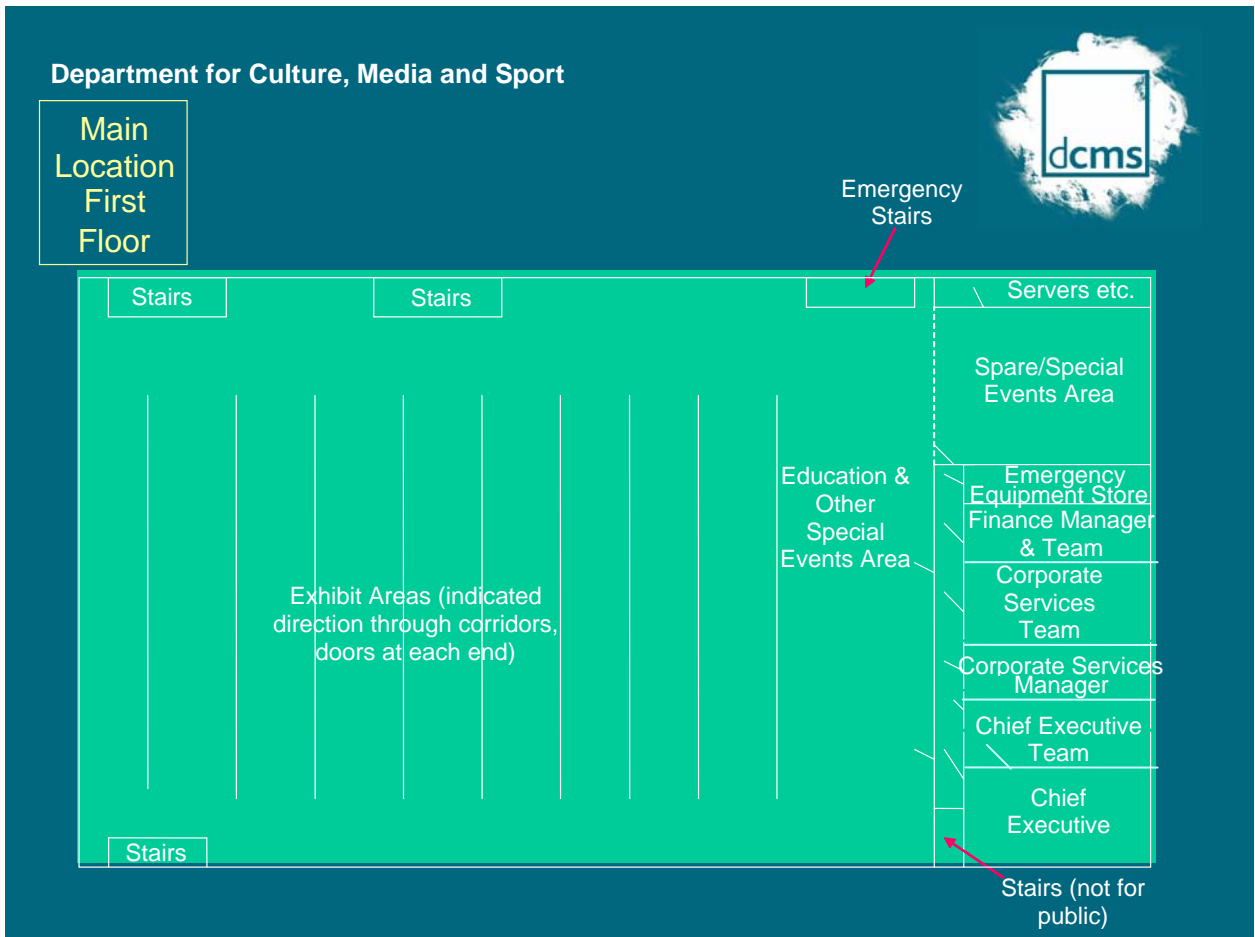 Department for Culture, Media and Sport
Main
Location
First
Floor
dcms
Emergency
Stairs
Stairs
Stairs
Servers etc.
Spare/Special
Events Area
Education &
Other
Special
Events Area
Emergency
Equipment Store
Finance Manager
& Team
Corporate
Services
Team
Exhibit Areas (indicated
direction through corridors,
doors at each end)
Corporate Services
Manager
Chief Executive
Team
Chief
Executive
Stairs
Stairs (not for
public)